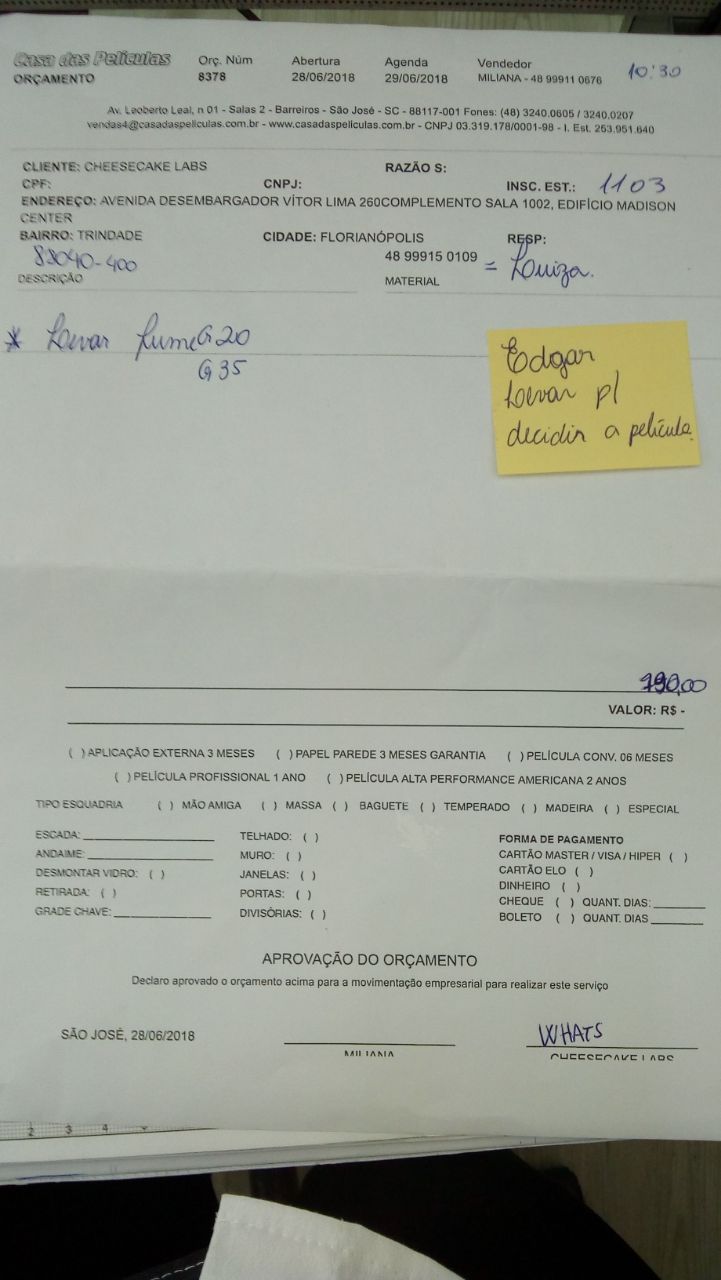 Casa das Películas
ORÇAMENTO
Orç. Núm
8378
Abertura
28/06/2018
Agenda
29/06/2018
Vendedor
MILIANA - 48 99911 0676
10:30
Av. Leoberto Leal, n 01 - Salas 2 - Barreiros - São José - SC - 88117-001 Fones: (48) 3240.0605 / 3240.0207
vendas4@casadaspeliculas.com.br - www.casadaspeliculas.com.br - CNPJ 03.319.178/0001-98 - I. Est. 253.951.640
CLIENTE: CHEESECAKE LABS RAZÃO S:
CPF: CNPJ: INSC. EST.: 1103
ENDEREÇO: AVENIDA DESEMBARGADOR VÍTOR LIMA 260COMPLEMENTO SALA 1002, EDIFÍCIO MADISON
CENTER
BAIRRO: TRINDADE CIDADE: FLORIANÓPOLIS RESP:
88040-400 48 99915 0109 = Louiza.
DESCRIÇÃO MATERIAL
* Levar fume G20
G35
Edgar
Levar p/
decidir a película.
190,00
VALOR: R$ -
( ) APLICAÇÃO EXTERNA 3 MESES ( ) PAPEL PAREDE 3 MESES GARANTIA ( ) PELÍCULA CONV. 06 MESES
( ) PELÍCULA PROFISSIONAL 1 ANO ( ) PELÍCULA ALTA PERFORMANCE AMERICANA 2 ANOS
TIPO ESQUADRIA ( ) MÃO AMIGA ( ) MASSA ( ) BAGUETE ( ) TEMPERADO ( ) MADEIRA ( ) ESPECIAL
ESCADA:
ANDAIME:
DESMONTAR VIDRO: ( )
RETIRADA: ( )
GRADE CHAVE:
TELHADO: ( )
MURO: ( )
JANELAS: ( )
PORTAS: ( )
DIVISÓRIAS: ( )
FORMA DE PAGAMENTO
CARTÃO MASTER / VISA / HIPER ( )
CARTÃO ELO ( )
DINHEIRO ( )
CHEQUE ( ) QUANT. DIAS:
BOLETO ( ) QUANT. DIAS
APROVAÇÃO DO ORÇAMENTO
Declaro aprovado o orçamento acima para a movimentação empresarial para realizar este serviço
SÃO JOSÉ, 28/06/2018
MILIANA
WHATS
CHEESECAKE LABS
2 3 4